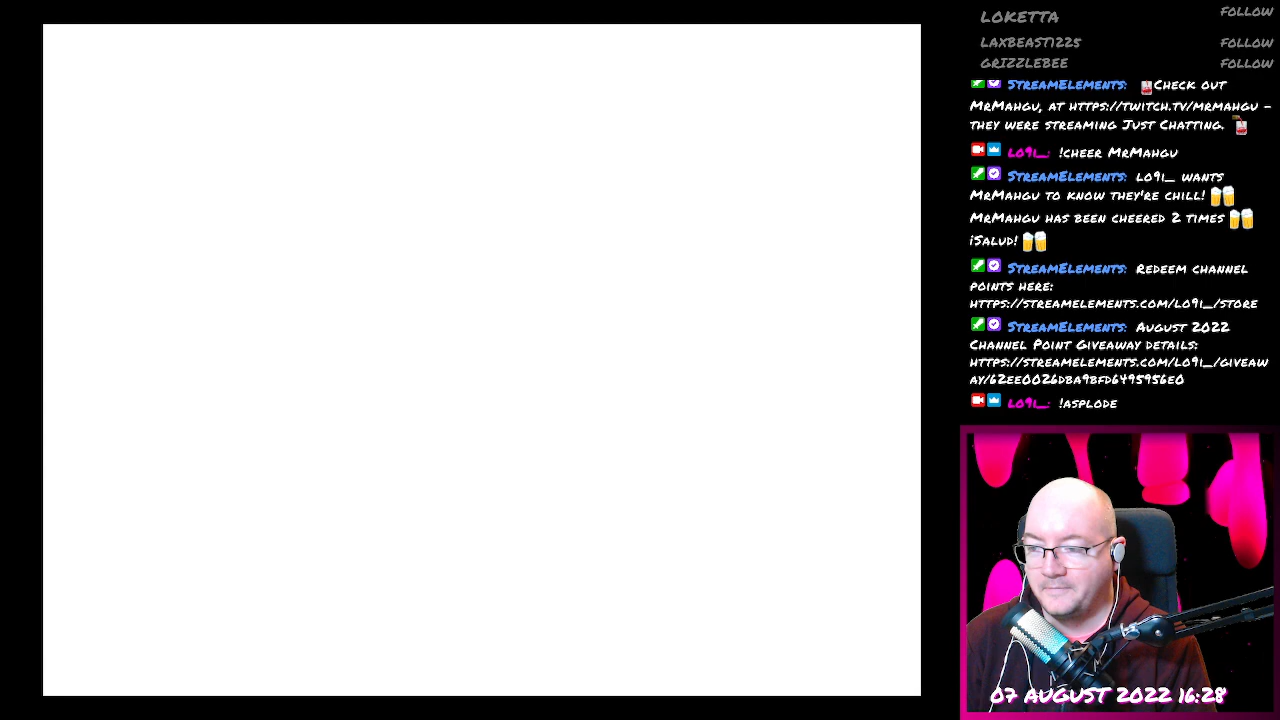 LOKETTA FOLLOW
LAXBEAST1225 FOLLOW
GRIZZLEBEE FOLLOW
StreamElements: Check out
MrMahgu, at https://twitch.tv/mrmahgu -
they were streaming Just Chatting.
lo9i_: !cheer MrMahgu
StreamElements: lo9i_ wants
MrMahgu to know they're chill!
MrMahgu has been cheered 2 times
¡Salud!
StreamElements: Redeem channel
points here:
https://streamelements.com/lo9i_/store
StreamElements: August 2022
Channel Point Giveaway details:
https://streamelements.com/lo9i_/giveaw
ay/62ee0026dba9bfd6495956e0
lo9i_: !asplode
07 AUGUST 2022 16:28